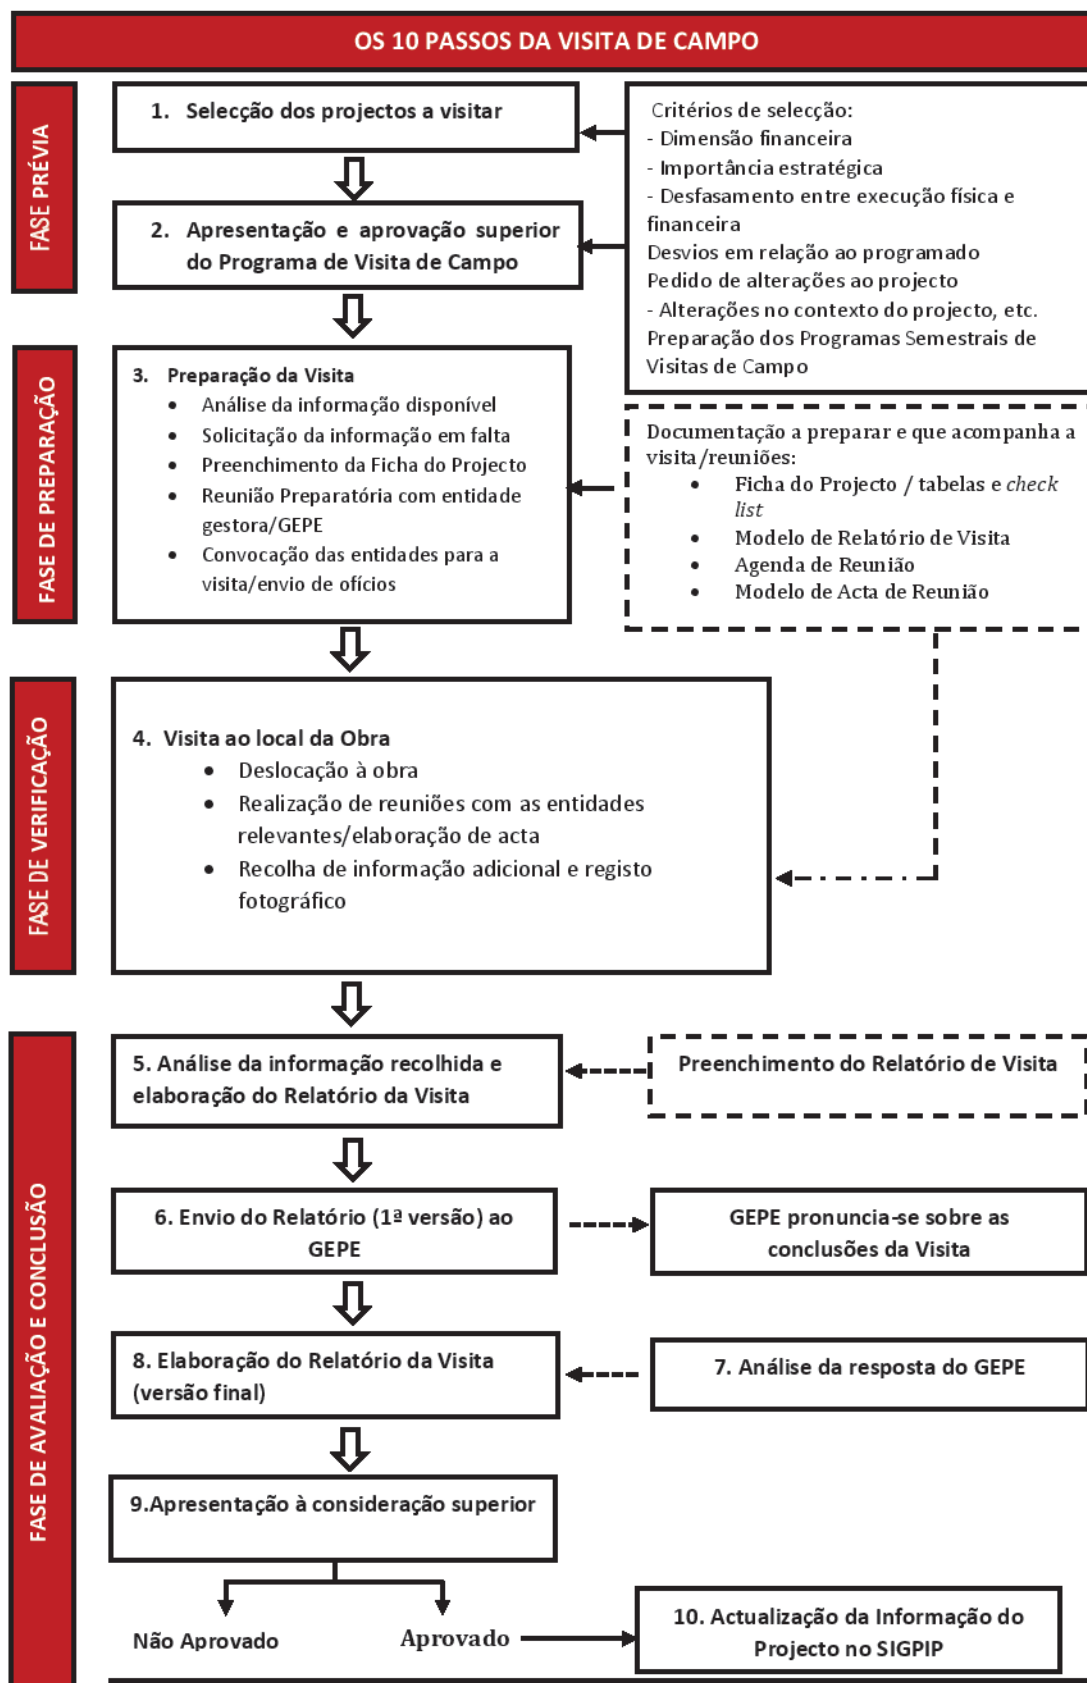 OS 10 PASSOS DA VISITA DE CAMPO
FASE PRÉVIA
1. Selecção dos projectos a visitar
2. Apresentação e aprovação superior
do Programa de Visita de Campo
Critérios de selecção:
- Dimensão financeira
- Importância estratégica
- Desfasamento entre execução física e
financeira
Desvios em relação ao programado
Pedido de alterações ao projecto
- Alterações no contexto do projecto, etc.
Preparação dos Programas Semestrais de
Visitas de Campo
FASE DE PREPARAÇÃO
3. Preparação da Visita
• Análise da informação disponível
• Solicitação da informação em falta
• Preenchimento da Ficha do Projecto
• Reunião Preparatória com entidade
gestora/GEPE
• Convocação das entidades para a
visita/envio de ofícios
Documentação a preparar e que acompanha a
visita/reuniões:
• Ficha do Projecto / tabelas e check
list
• Modelo de Relatório de Visita
• Agenda de Reunião
• Modelo de Acta de Reunião
FASE DE VERIFICAÇÃO
4. Visita ao local da Obra
• Deslocação à obra
• Realização de reuniões com as entidades
relevantes/elaboração de acta
• Recolha de informação adicional e registo
fotográfico
FASE DE AVALIAÇÃO E CONCLUSÃO
5. Análise da informação recolhida e
elaboração do Relatório da Visita
Preenchimento do Relatório de Visita
6. Envio do Relatório (1ª versão) ao
GEPE
GEPE pronuncia-se sobre as
conclusões da Visita
8. Elaboração do Relatório da Visita
(versão final)
7. Análise da resposta do GEPE
9.Apresentação à consideração superior
Não Aprovado
Aprovado
10. Actualização da Informação do
Projecto no SIGPIP